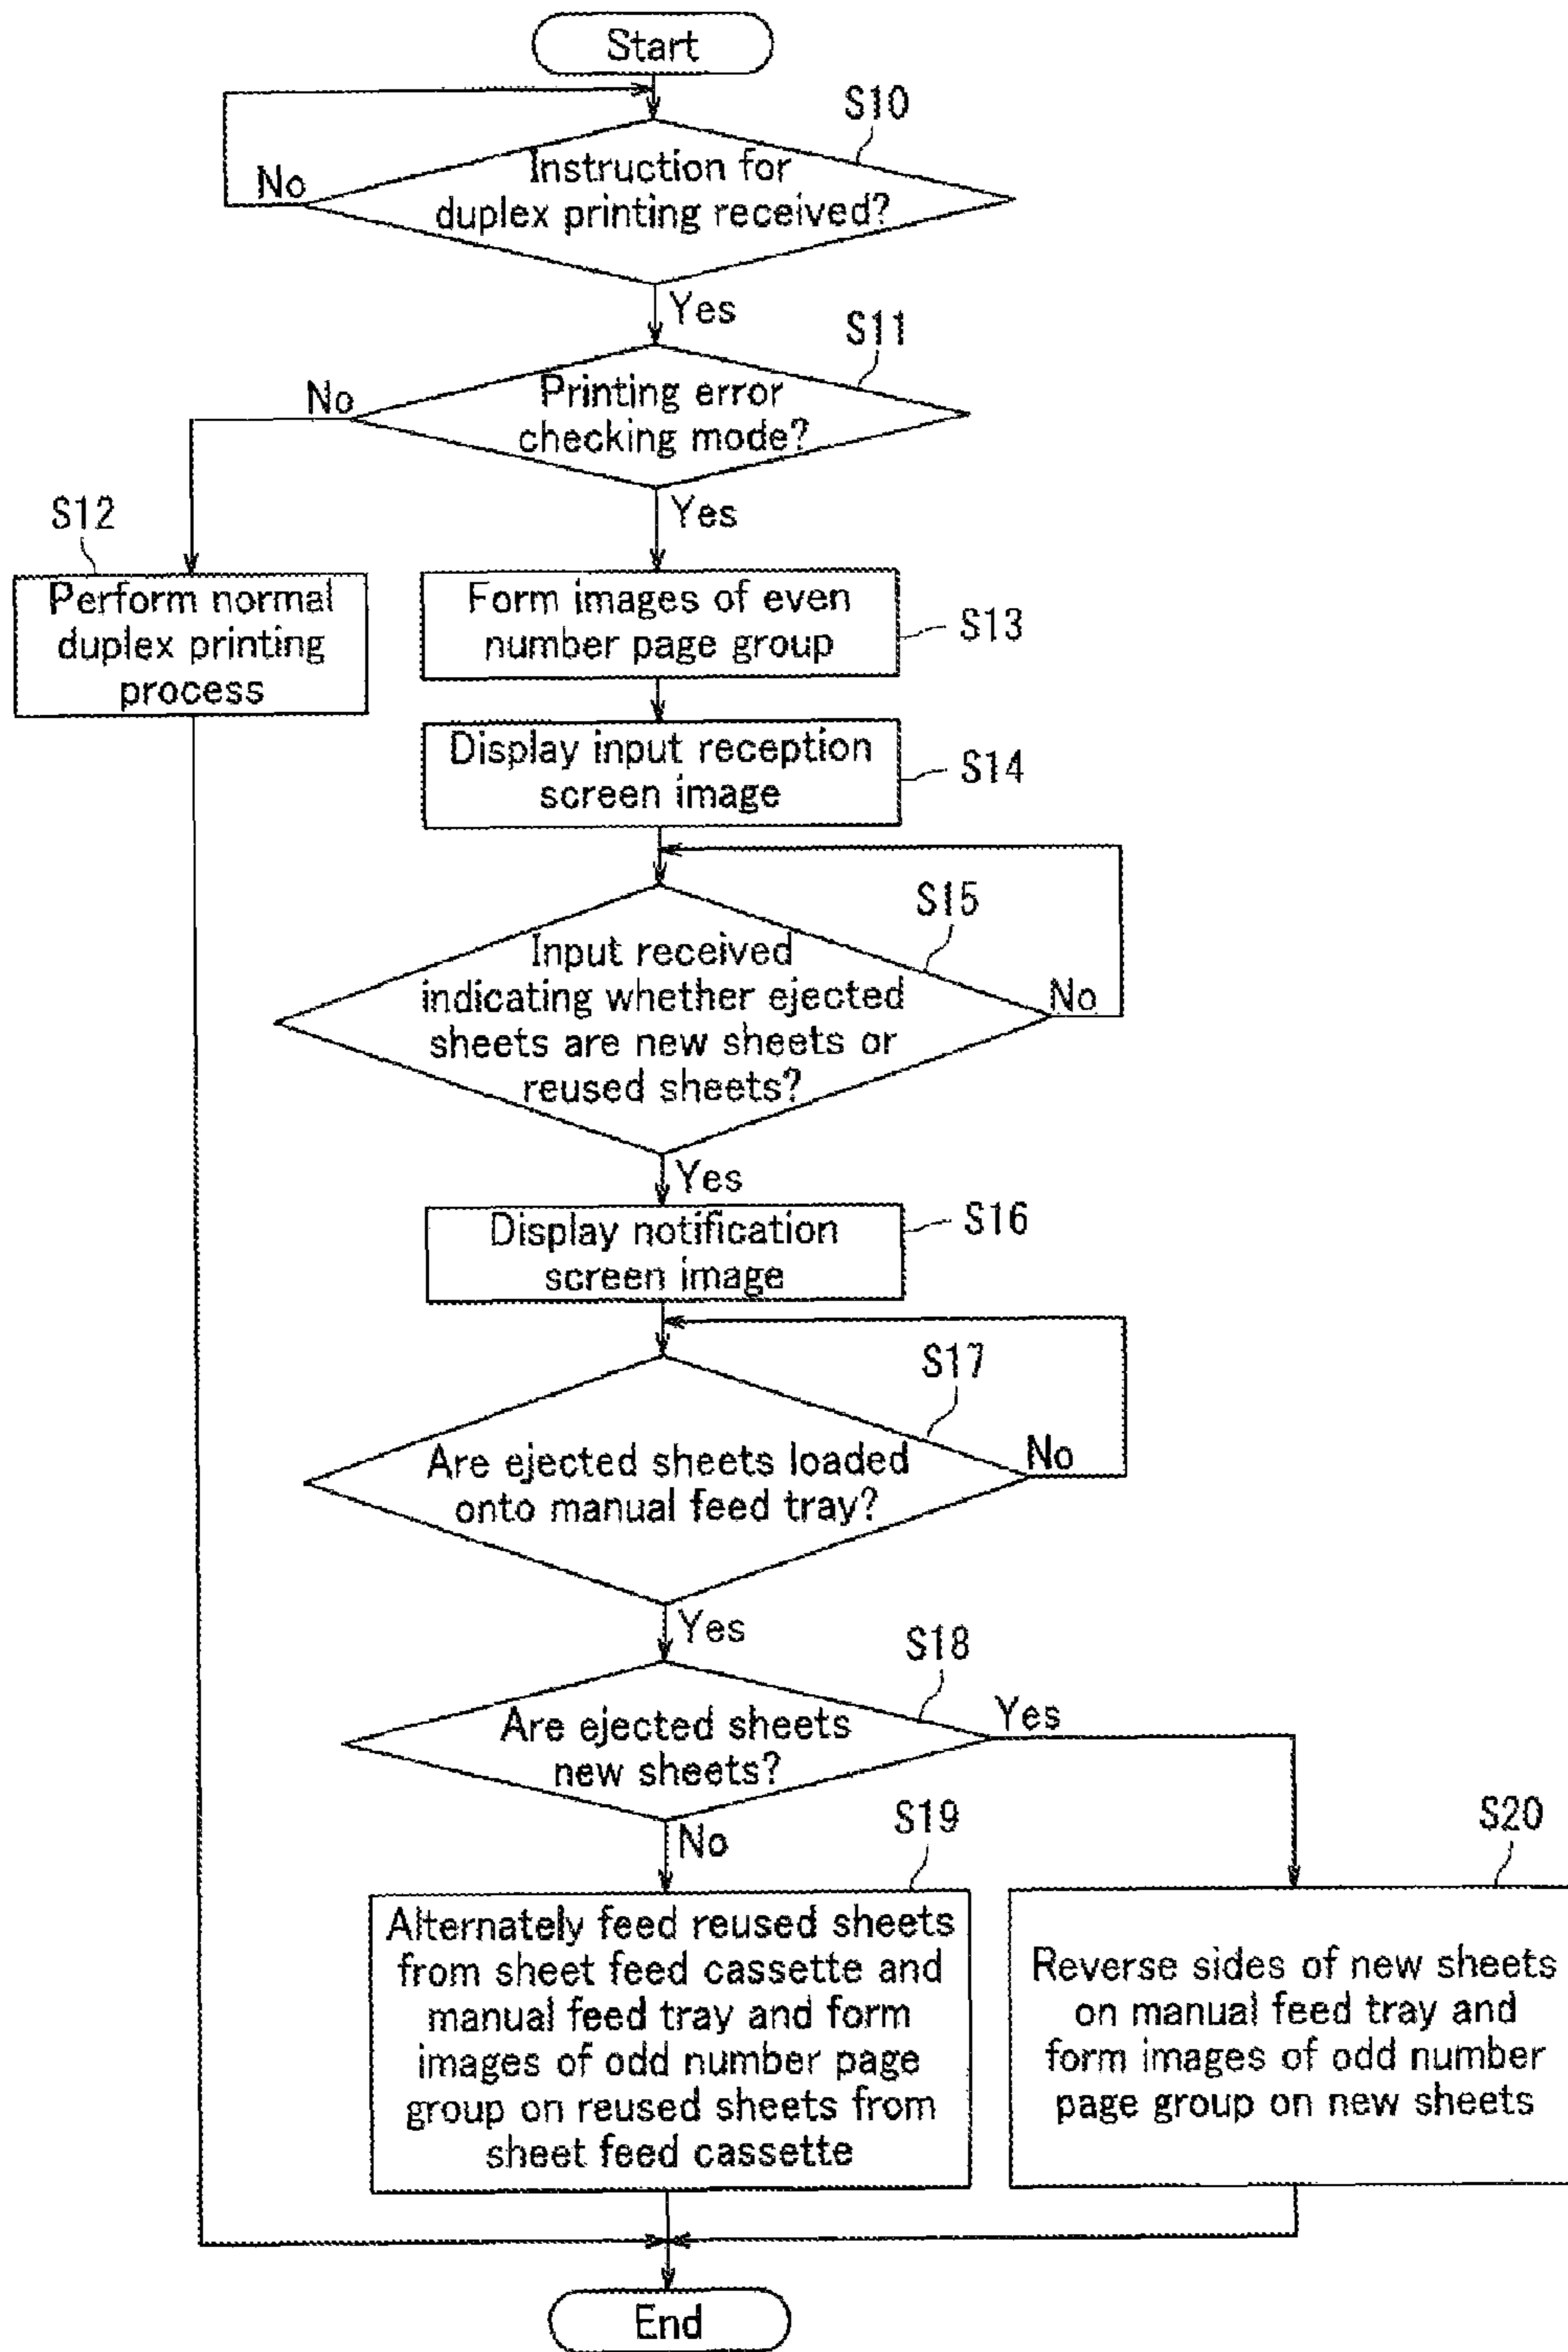 Start
S10
Instruction for
duplex printing received?
No
Yes
S11
Printing error
checking mode?
No
Yes
S12
Perform normal
duplex printing
process
Form images of even
number page group
S13
Display input reception
screen image
S14
S15
Input received
indicating whether ejected
sheets are new sheets or
reused sheets?
No
Yes
Display notification
screen image
S16
S17
Are ejected sheets loaded
onto manual feed tray?
No
Yes
S18
Are ejected sheets
new sheets?
Yes
No
S19
Alternately feed reused sheets
from sheet feed cassette and
manual feed tray and form
images of odd number page
group on reused sheets from
sheet feed cassette
S20
Reverse sides of new sheets
on manual feed tray and
form images of odd number
page group on new sheets
End